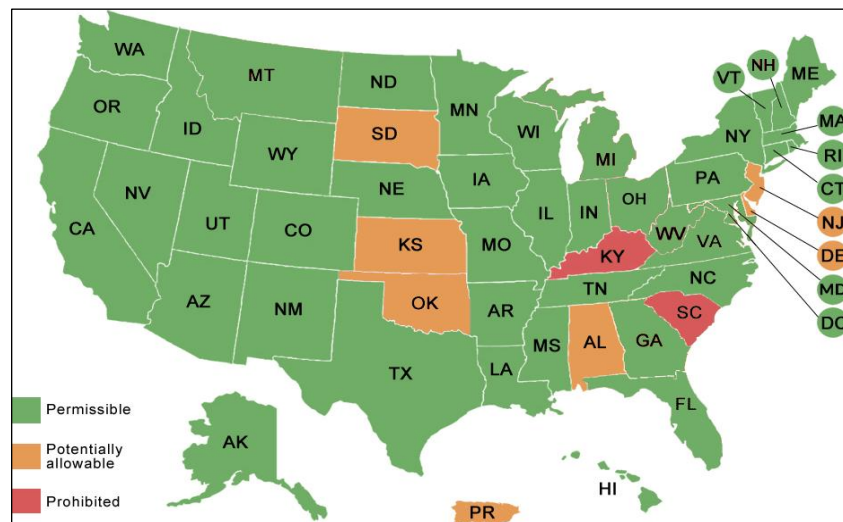 WA
MT
ND
MN
VT
NH
ME
OR
ID
SD
WI
MI
NY
MA
WY
RI
NV
NE
IA
PA
CT
CA
UT
CO
IL
IN
OH
NJ
KS
MO
WV
VA
DE
KY
MD
AZ
NM
OK
AR
TN
NC
DC
SC
TX
LA
MS
AL
GA
FL
AK
HI
PR
Permissible
Potentially
allowable
Prohibited